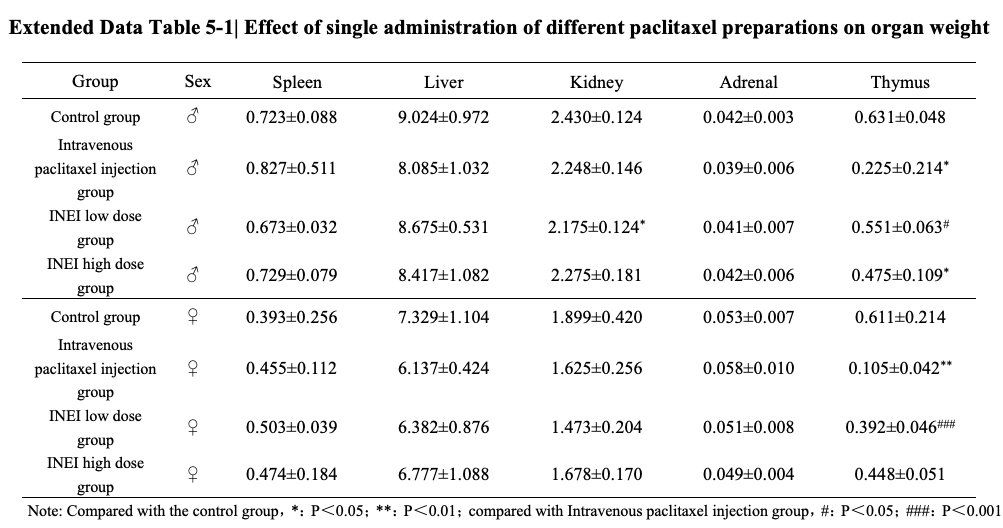 Extended Data Table 5-1| Effect of single administration of different paclitaxel preparations on organ weight
Group Sex Spleen Liver Kidney Adrenal Thymus
Control group ♂ 0.723±0.088 9.024±0.972 2.430±0.124 0.042±0.003 0.631±0.048
Intravenous
paclitaxel injection ♂ 0.827±0.511 8.085±1.032 2.248±0.146 0.039±0.006 0.225±0.214*
group
INEI low dose
group ♂ 0.673±0.032 8.675±0.531 2.175±0.124* 0.041±0.007 0.551±0.063#
INEI high dose
group ♂ 0.729±0.079 8.417±1.082 2.275±0.181 0.042±0.006 0.475±0.109*
Control group ♀ 0.393±0.256 7.329±1.104 1.899±0.420 0.053±0.007 0.611±0.214
Intravenous
paclitaxel injection ♀ 0.455±0.112 6.137±0.424 1.625±0.256 0.058±0.010 0.105±0.042**
group
INEI low dose
group ♀ 0.503±0.039 6.382±0.876 1.473±0.204 0.051±0.008 0.392±0.046###
INEI high dose
group ♀ 0.474±0.184 6.777±1.088 1.678±0.170 0.049±0.004 0.448±0.051
Note: Compared with the control group，*：P＜0.05；**：P＜0.01；compared with Intravenous paclitaxel injection group，#：P＜0.05；###：P＜0.001